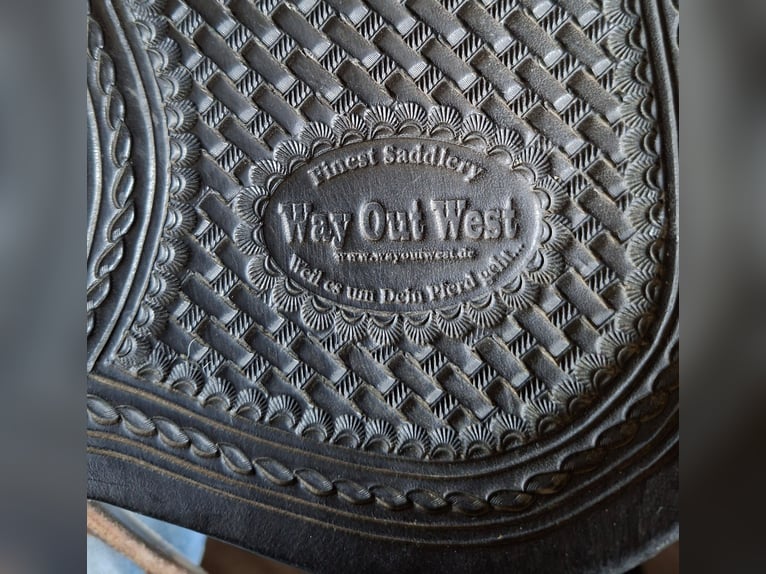 Finest Saddlery
Way Out West
www.wayoutwest.de
Weil es um Dein Pferd geht...